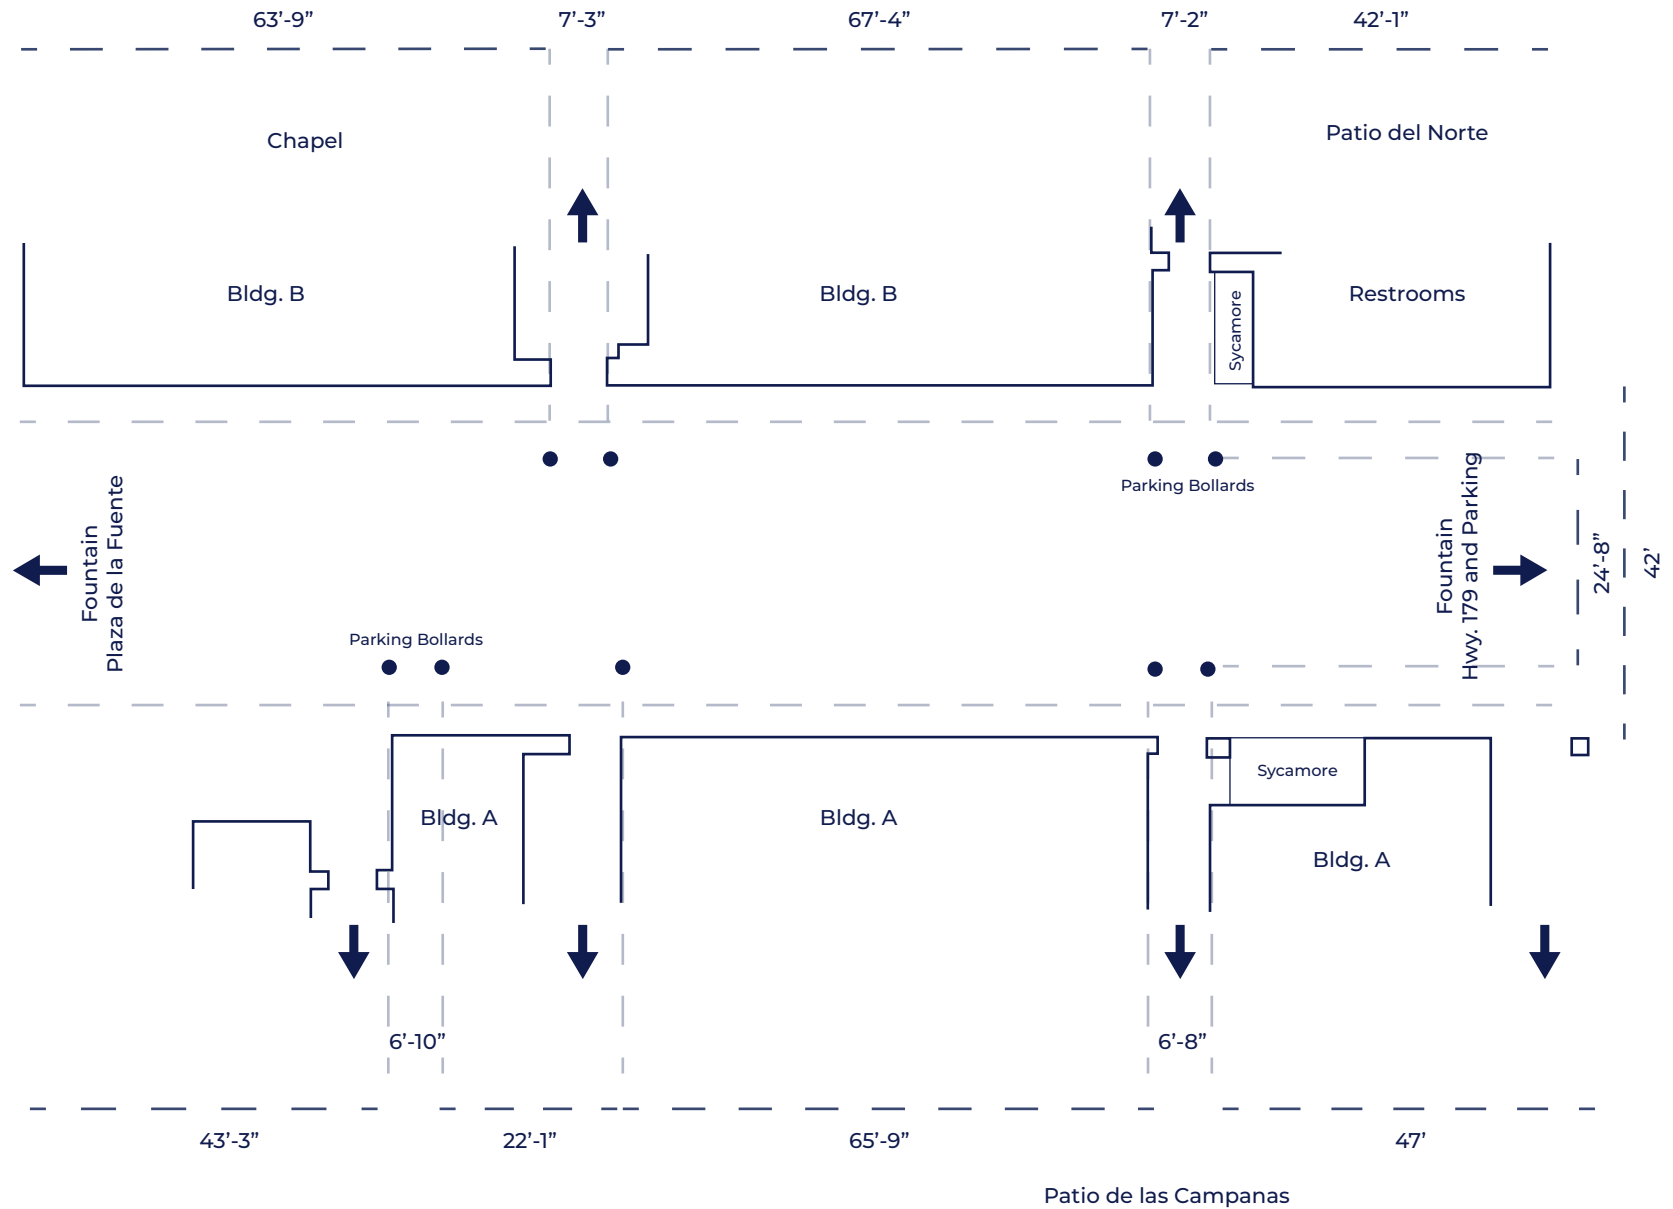 63’-9”
7’-3”
67’-4”
7’-2”
42’-1”
Chapel
Patio del Norte
Bldg. B
Bldg. B
Sycamore
Restrooms
Parking Bollards
Fountain
Plaza de la Fuente
Fountain
Hwy. 179 and Parking
24’-8”
42’
Parking Bollards
Sycamore
Bldg. A
Bldg. A
Bldg. A
6’-10”
6’-8”
43’-3”
22’-1”
65’-9”
47’
Patio de las Campanas